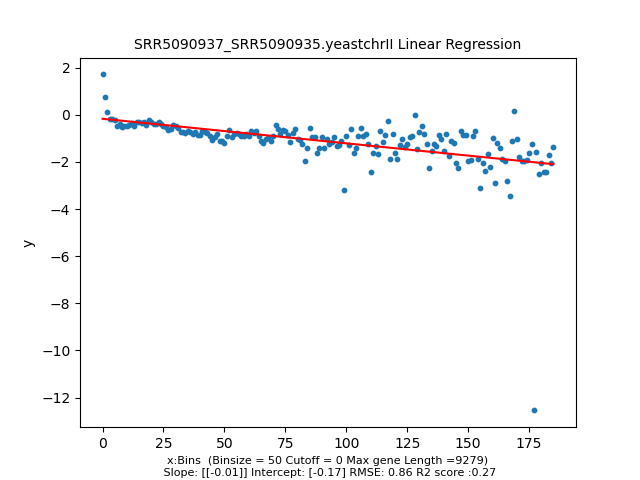 SRR5090937_SRR5090935.yeastchrII Linear Regression
2
0
−2
−4
−6
−8
−10
−12
y
0 25 50 75 100 125 150 175
x:Bins  (Binsize = 50 Cutoff = 0 Max gene Length =9279)
Slope: [[-0.01]] Intercept: [-0.17] RMSE: 0.86 R2 score :0.27